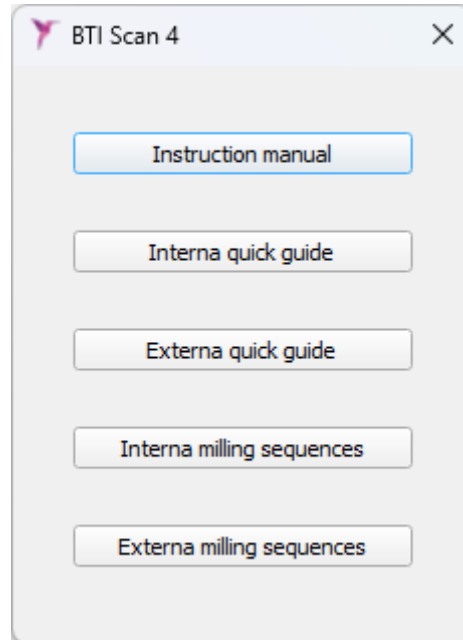 BTI Scan 4
Instruction manual
Interna quick guide
Externa quick guide
Interna milling sequences
Externa milling sequences